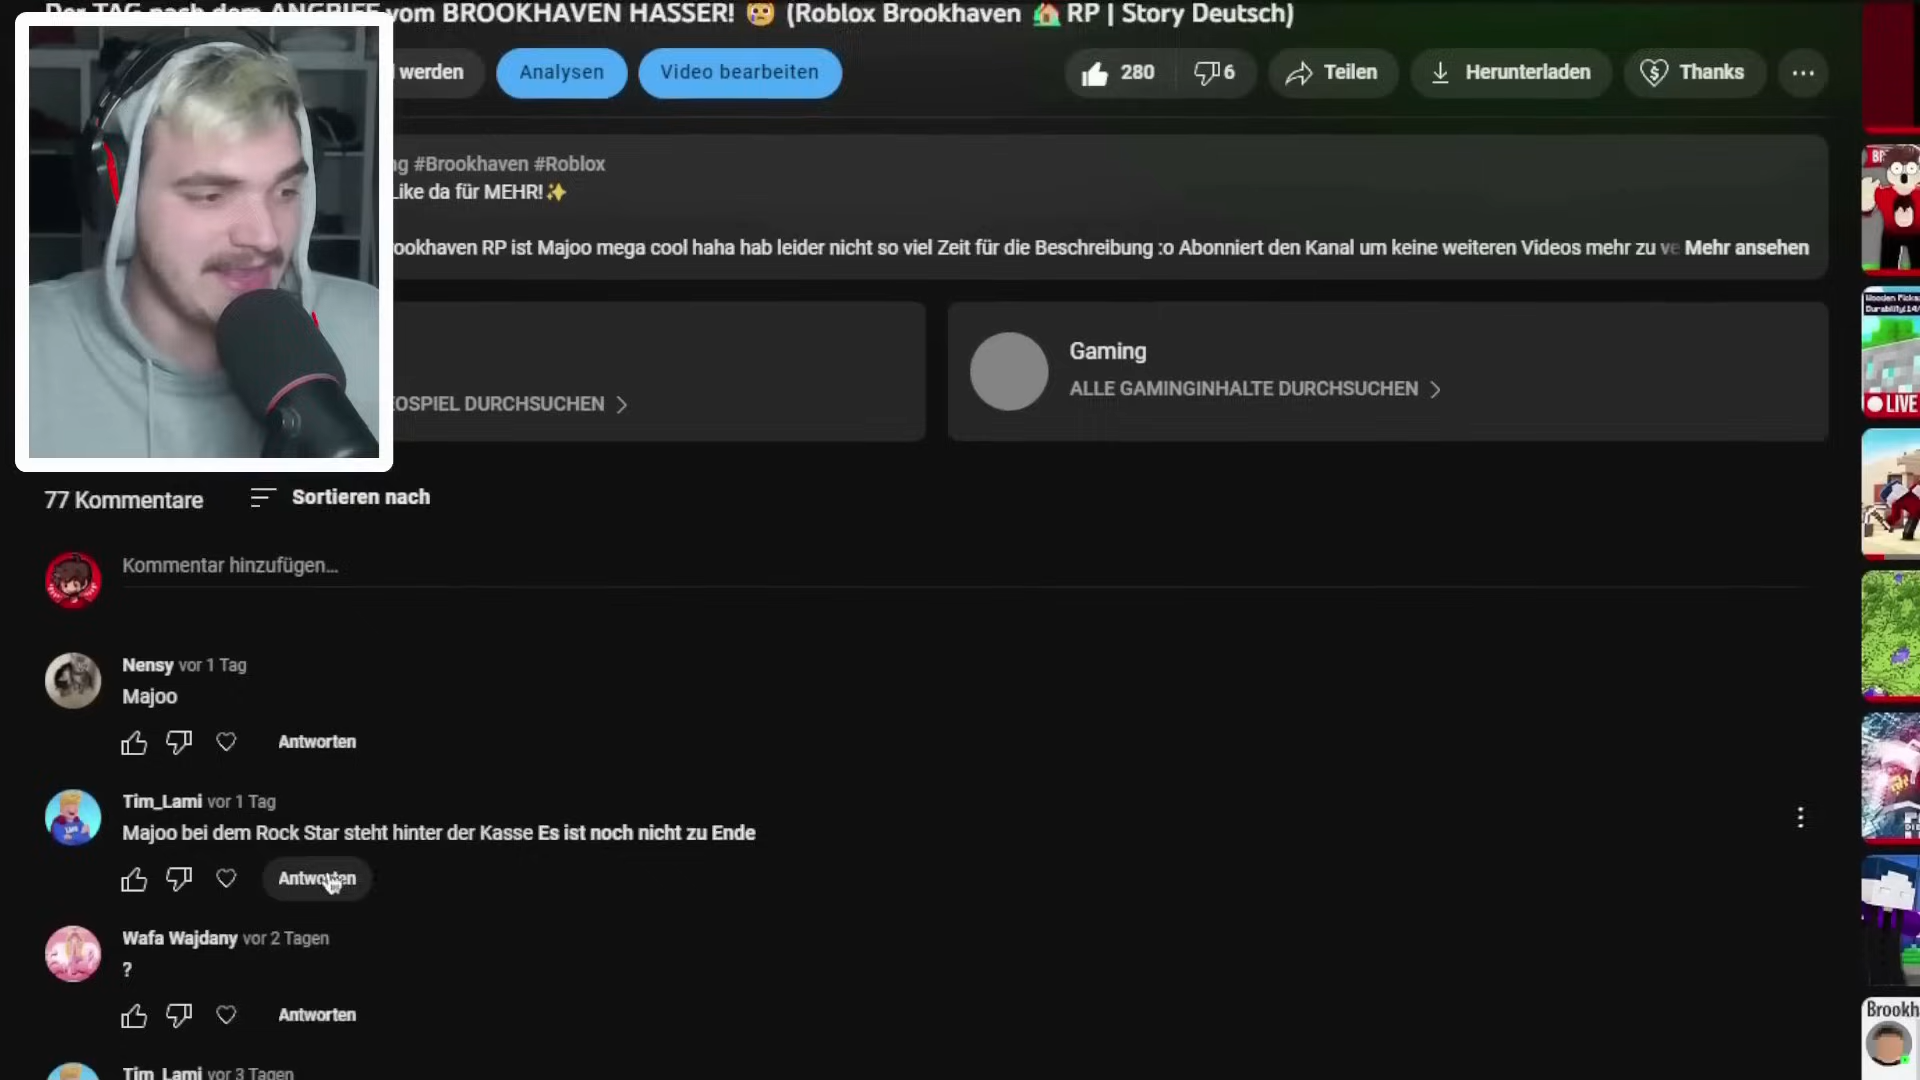 Der TAG nach dem ANGRIFF vom BROOKHAVEN HASSER! 😢 (Roblox Brookhaven 🏡 RP | Story Deutsch)
werden
Analysen
Video bearbeiten
280
6
Teilen
Herunterladen
Thanks
#Brookhaven #Roblox
Like da für MEHR!✨
ookhaven RP ist Majoo mega cool haha hab leider nicht so viel Zeit für die Beschreibung :o Abonniert den Kanal um keine weiteren Videos mehr zu ve Mehr ansehen
Gaming
ALLE GAMINGINHALTE DURCHSUCHEN
OSPIEL DURCHSUCHEN
77 Kommentare
Sortieren nach
Kommentar hinzufügen...
Nensy vor 1 Tag
Majoo
Antworten
Tim_Lami vor 1 Tag
Majoo bei dem Rock Star steht hinter der Kasse Es ist noch nicht zu Ende
Antworten
Wafa Wajdany vor 2 Tagen
?
Antworten
Tim_Lami vor 3 Tagen
LIVE
Brookh